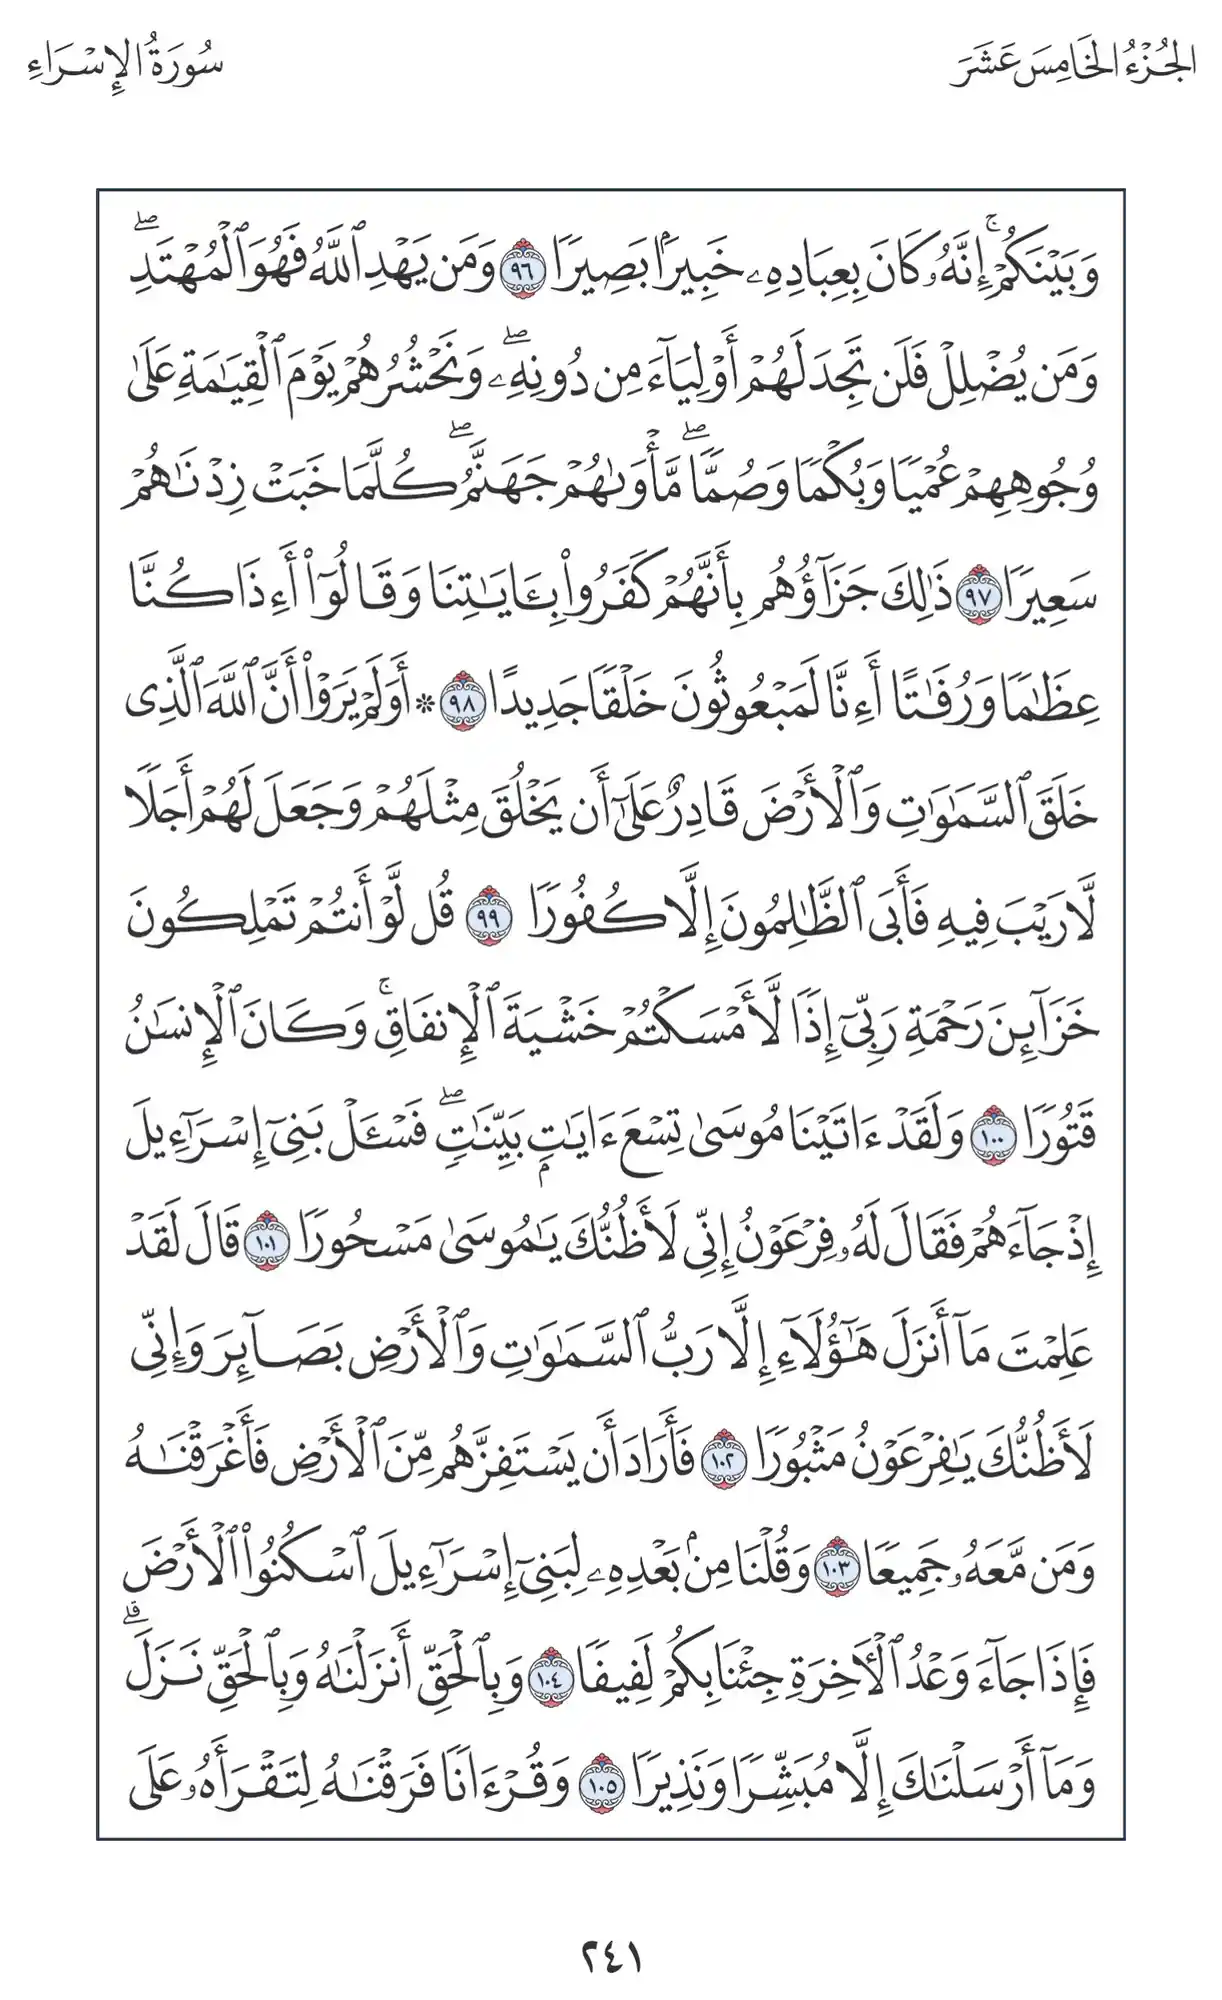 الجُزْءُ الخَامِسَ عَشَرَ
سُورَةُ الإِسْرَاءِ
وَبَيْنَكُمْۚ إِنَّهُۥ كَانَ بِعِبَادِهِۦ خَبِيرَۢا بَصِيرٗا ٩٦ وَمَن يَهْدِ ٱللَّهُ فَهُوَ ٱلْمُهْتَدِۖ
وَمَن يُضْلِلْ فَلَن تَجِدَ لَهُمْ أَوْلِيَآءَ مِن دُونِهِۦۖ وَنَحْشُرُهُمْ يَوْمَ ٱلْقِيَٰمَةِ عَلَىٰ
وُجُوهِهِمْ عُمْيٗا وَبُكْمٗا وَصُمّٗاۖ مَّأْوَىٰهُمْ جَهَنَّمُۖ كُلَّمَا خَبَتْ زِدْنَٰهُمْ
سَعِيرٗا ٩٧ ذَٰلِكَ جَزَآؤُهُم بِأَنَّهُمْ كَفَرُوا۟ بِـَٔايَٰتِنَا وَقَالُوٓا۟ أَءِذَا كُنَّا
عِظَٰمٗا وَرُفَٰتًا أَءِنَّا لَمَبْعُوثُونَ خَلْقٗا جَدِيدًا ٩٨ * أَوَلَمْ يَرَوْا۟ أَنَّ ٱللَّهَ ٱلَّذِى
خَلَقَ ٱلسَّمَٰوَٰتِ وَٱلْأَرْضَ قَادِرٌ عَلَىٰٓ أَن يَخْلُقَ مِثْلَهُمْ وَجَعَلَ لَهُمْ أَجَلٗا
لَّا رَيْبَ فِيهِ فَأَبَى ٱلظَّٰلِمُونَ إِلَّا كُفُورٗا ٩٩ قُل لَّوْ أَنتُمْ تَمْلِكُونَ
خَزَآئِنَ رَحْمَةِ رَبِّىٓ إِذٗا لَّأَمْسَكْتُمْ خَشْيَةَ ٱلْإِنفَاقِۚ وَكَانَ ٱلْإِنسَٰنُ
قَتُورٗا ١٠٠ وَلَقَدْ ءَاتَيْنَا مُوسَىٰ تِسْعَ ءَايَٰتِۭ بَيِّنَٰتٖۖ فَسْـَٔلْ بَنِىٓ إِسْرَٰٓءِيلَ
إِذْ جَآءَهُمْ فَقَالَ لَهُۥ فِرْعَوْنُ إِنِّى لَأَظُنُّكَ يَٰمُوسَىٰ مَسْحُورٗا ١٠١ قَالَ لَقَدْ
عَلِمْتَ مَآ أَنزَلَ هَٰٓؤُلَآءِ إِلَّا رَبُّ ٱلسَّمَٰوَٰتِ وَٱلْأَرْضِ بَصَآئِرَ وَإِنِّى
لَأَظُنُّكَ يَٰفِرْعَوْنُ مَثْبُورٗا ١٠٢ فَأَرَادَ أَن يَسْتَفِزَّهُم مِّنَ ٱلْأَرْضِ فَأَغْرَقْنَٰهُ
وَمَن مَّعَهُۥ جَمِيعٗا ١٠٣ وَقُلْنَا مِنۢ بَعْدِهِۦ لِبَنِىٓ إِسْرَٰٓءِيلَ ٱسْكُنُوا۟ ٱلْأَرْضَ
فَإِذَا جَآءَ وَعْدُ ٱلْأَخِرَةِ جِئْنَا بِكُمْ لَفِيفٗا ١٠٤ وَبِٱلْحَقِّ أَنزَلْنَٰهُ وَبِٱلْحَقِّ نَزَلَۗ
وَمَآ أَرْسَلْنَٰكَ إِلَّا مُبَشِّرٗا وَنَذِيرٗا ١٠٥ وَقُرْءَانٗا فَرَقْنَٰهُ لِتَقْرَأَهُۥ عَلَى
٢٤١